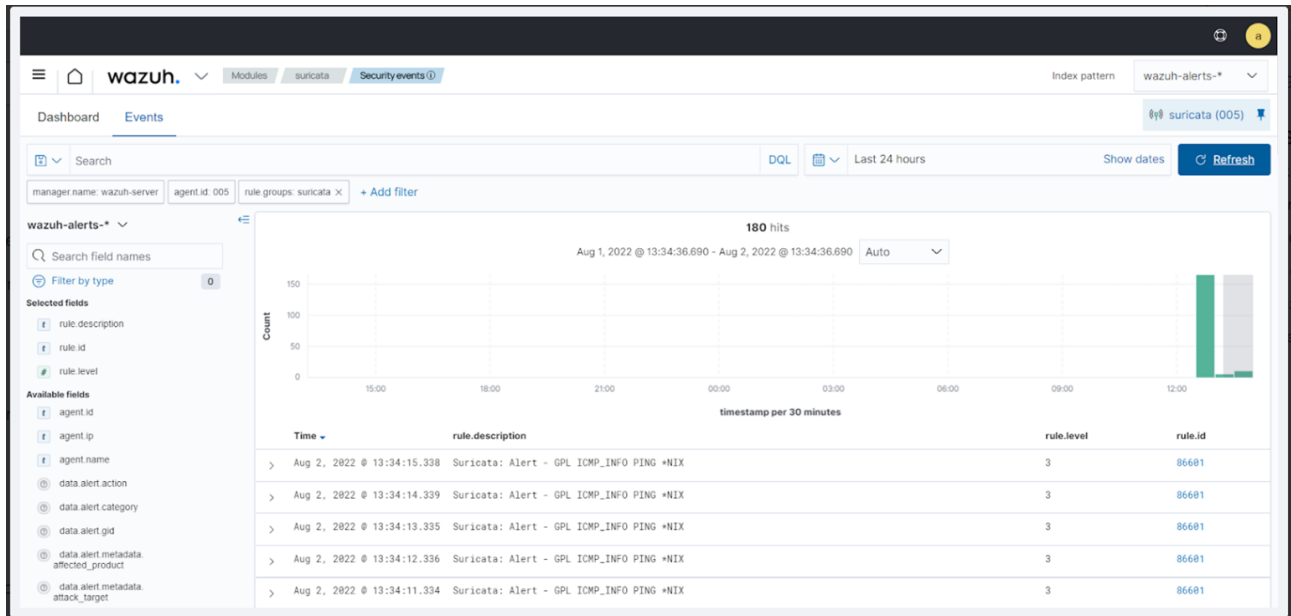 a
wazuh. Modules suricata Security events Index pattern wazuh-alerts-*
Dashboard Events suricata (005)
Search DQL Last 24 hours Show dates Refresh
manager.name: wazuh-server agent.id: 005 rule.groups: suricata × + Add filter
wazuh-alerts-*
180 hits
Search field names
Aug 1, 2022 @ 13:34:36.690 - Aug 2, 2022 @ 13:34:36.690 Auto
Filter by type 0
Selected fields
t rule.description
t rule.id
# rule.level
Available fields
t agent.id
t agent.ip
t agent.name
data.alert.action
data.alert.category
data.alert.gid
data.alert.metadata.
affected_product
data.alert.metadata.
attack_target
Count
150
100
50
0
15:00 18:00 21:00 00:00 03:00 06:00 09:00 12:00
timestamp per 30 minutes
Time rule.description rule.level rule.id
Aug 2, 2022 @ 13:34:15.338 Suricata: Alert - GPL ICMP_INFO PING *NIX 3 86601
Aug 2, 2022 @ 13:34:14.339 Suricata: Alert - GPL ICMP_INFO PING *NIX 3 86601
Aug 2, 2022 @ 13:34:13.335 Suricata: Alert - GPL ICMP_INFO PING *NIX 3 86601
Aug 2, 2022 @ 13:34:12.336 Suricata: Alert - GPL ICMP_INFO PING *NIX 3 86601
Aug 2, 2022 @ 13:34:11.334 Suricata: Alert - GPL ICMP_INFO PING *NIX 3 86601